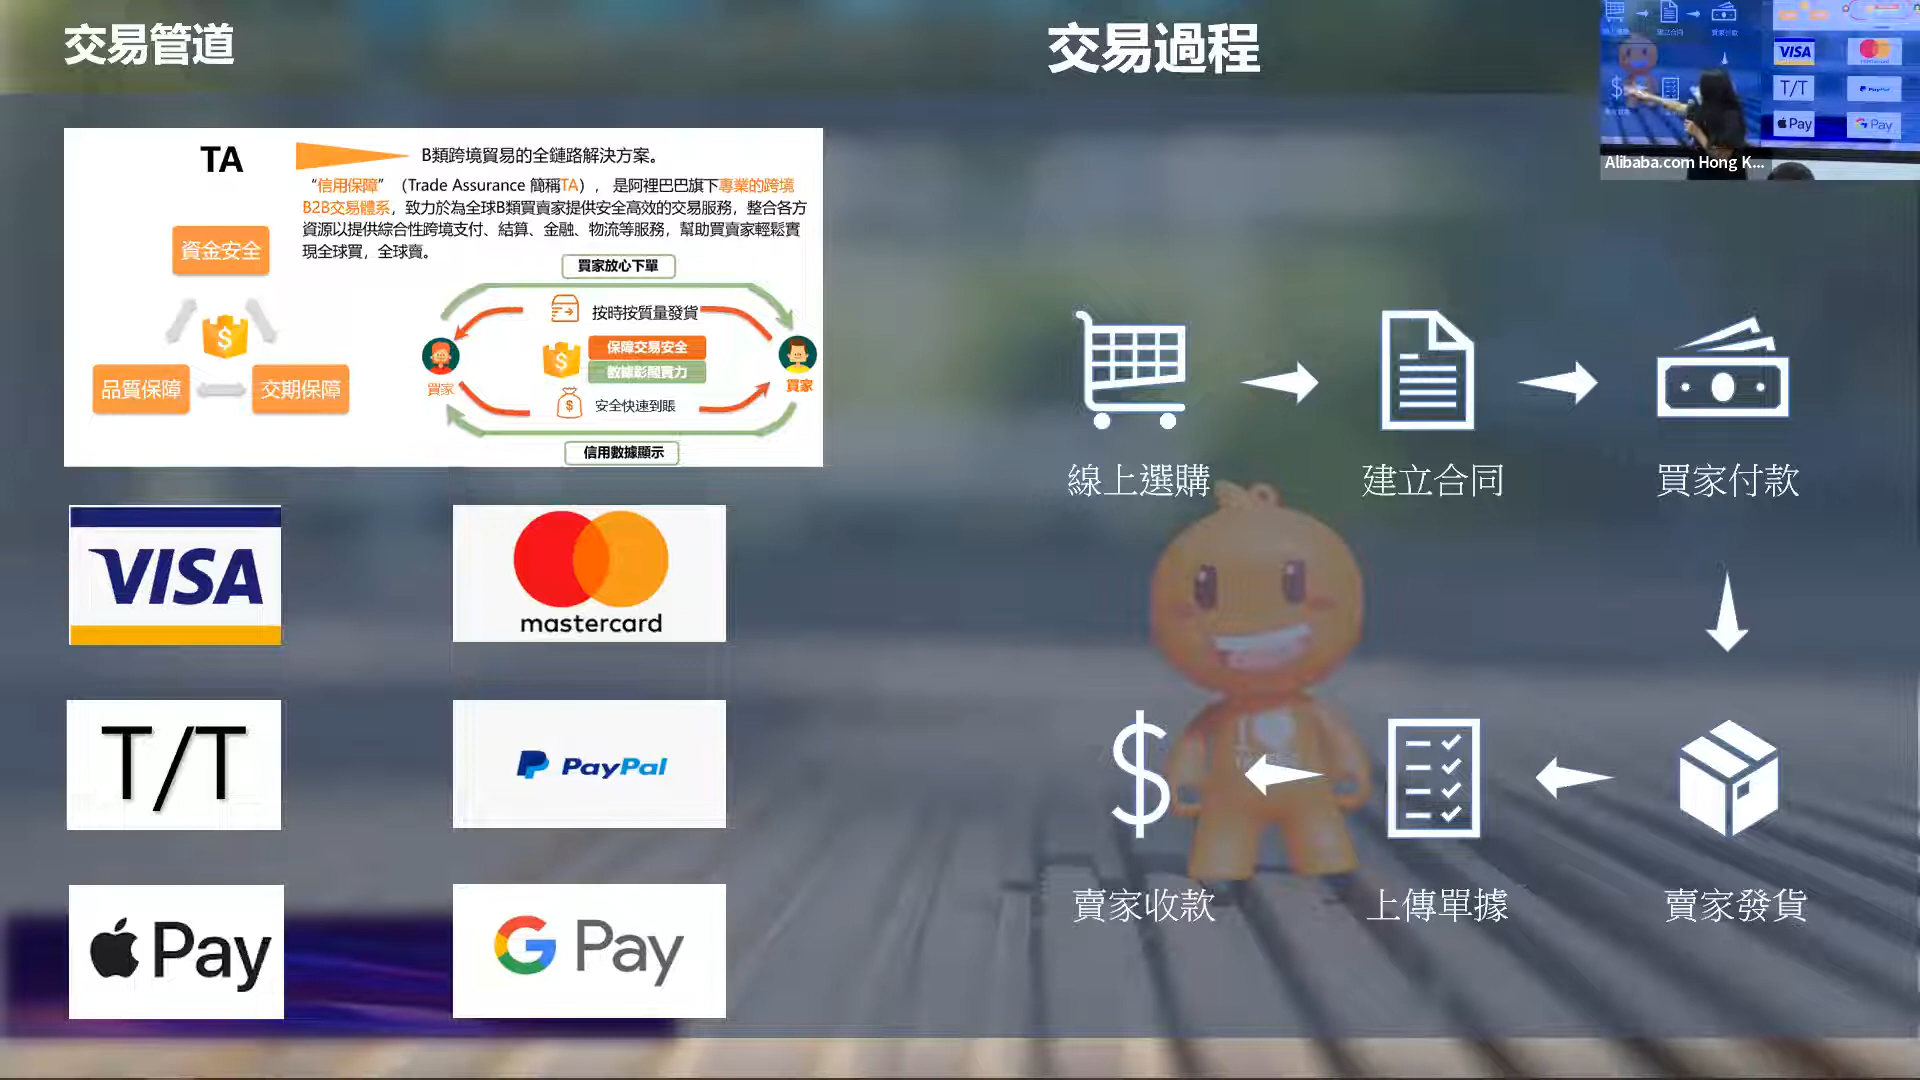 交易管道
TA
B類跨境貿易的全鏈路解決方案。
“信用保障”（Trade Assurance 簡稱TA），是阿裡巴巴旗下專業的跨境
B2B交易體系，致力於為全球B類買賣家提供安全高效的交易服務，整合各方
資源以提供綜合性跨境支付、結算、金融、物流等服務，幫助買賣家輕鬆實
現全球買，全球賣。
資金安全
品質保障
交期保障
買家放心下單
按時按質量發貨
保障交易安全
數據彰顯實力
買家
買家
安全快速到賬
信用數據顯示
VISA
mastercard
T/T
PayPal
Pay
G Pay
交易過程
線上選購
建立合同
買家付款
賣家收款
上傳單據
賣家發貨
VISA
T/T
PayPal
Pay
G Pay
Alibaba.com Hong K...